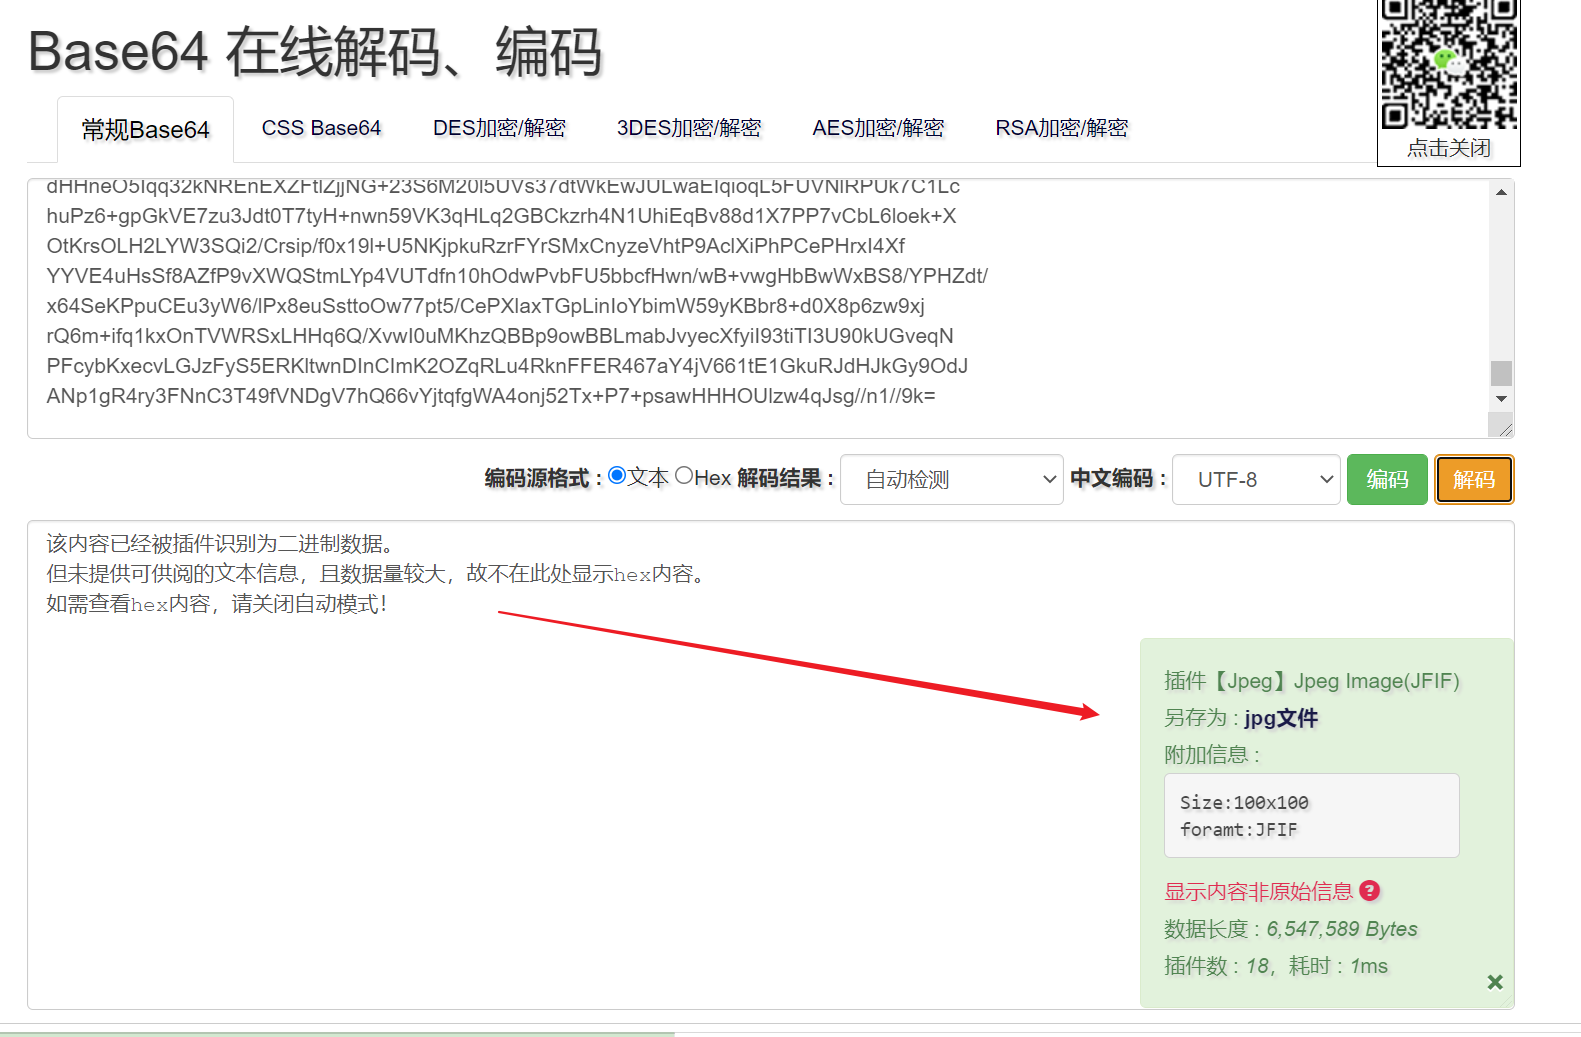 Base64 在线解码、编码
点击关闭
常规Base64
CSS Base64
DES加密/解密
3DES加密/解密
AES加密/解密
RSA加密/解密
dHHneO5Iqq32kNREnEXZFtlZjjNG+23S6M20l5UVs37dtWkEwJULwaEIqioqL5FUVNlRPUk7C1Lc
huPz6+gpGkVE7zu3Jdt0T7tyH+nwn59VK3qHLq2GBCkzrh4N1UhiEqBv88d1X7PP7vCbL6loek+X
OtKrsOLH2LYW3SQi2/Crsip/f0x19l+U5NKjpkuRzrFYrSMxCnyzeVhtP9AclXiPhPCePHrxI4Xf
YYVE4uHsSf8AZfP9vXWQStmLYp4VUTdfn10hOdwPvbFU5bbcfHwn/wB+vwgHbBwWxBS8/YPHZdt/
x64SeKPpuCEu3yW6/lPx8euSsttoOw77pt5/CePXlaxTGpLinIoYbimW59yKBbr8+d0X8p6zw9xj
rQ6m+ifq1kxOnTVWRSxLHHq6Q/XvwI0uMKhzQBBp9owBBLmabJvyecXfyiI93tiTI3U90kUGveqN
PFcybKxecvLGJzFyS5ERKltwnDInCImK2OZqRLu4RknFFER467aY4jV661tE1GkuRJdHJkGy9OdJ
ANp1gR4ry3FNnC3T49fVNDgV7hQ66vYjtqfgWA4onj52Tx+P7+psawHHHOUlzw4qJsg//n1//9k=
编码源格式 : 文本 Hex 解码结果 : 自动检测 中文编码 : UTF-8 编码 解码
该内容已经被插件识别为二进制数据。
但未提供可供阅的文本信息，且数据量较大，故不在此处显示hex内容。
如需查看hex内容，请关闭自动模式！
插件【Jpeg】Jpeg Image(JFIF)
另存为 : jpg文件
附加信息 :
Size:100x100
foramt:JFIF
显示内容非原始信息 ?
数据长度 : 6,547,589 Bytes
插件数 : 18，耗时 : 1ms